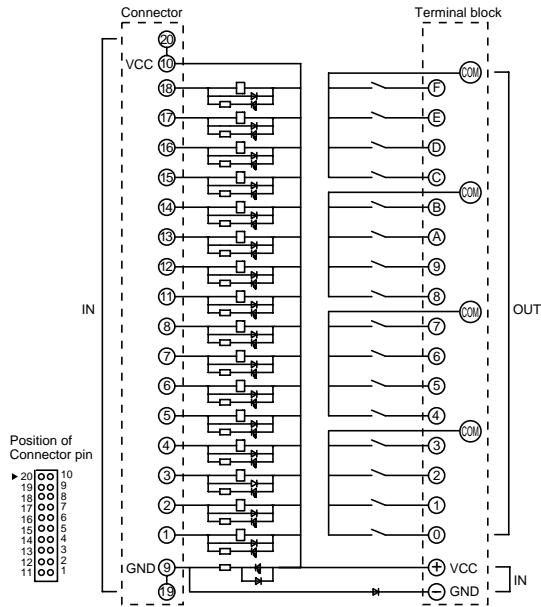 Connector
Terminal block
20
VCC 10
COM
18 F
17 E
16 D
15 C
COM
14 B
13 A
12 9
11 8
IN
OUT
COM
8 7
7 6
6 5
5 4
COM
4 3
3 2
2 1
1 0
GND 9
+ VCC
IN
19
− GND
Position of
Connector pin
20 10
19 9
18 8
17 7
16 6
15 5
14 4
13 3
12 2
11 1